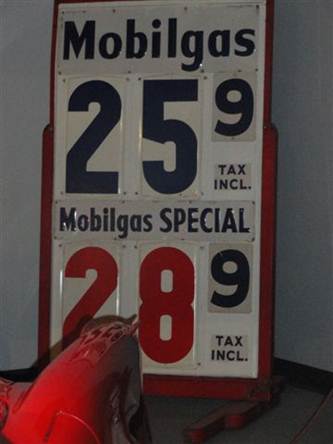 Mobilgas
25 9
TAX
INCL.
Mobilgas SPECIAL
28 9
TAX
INCL.